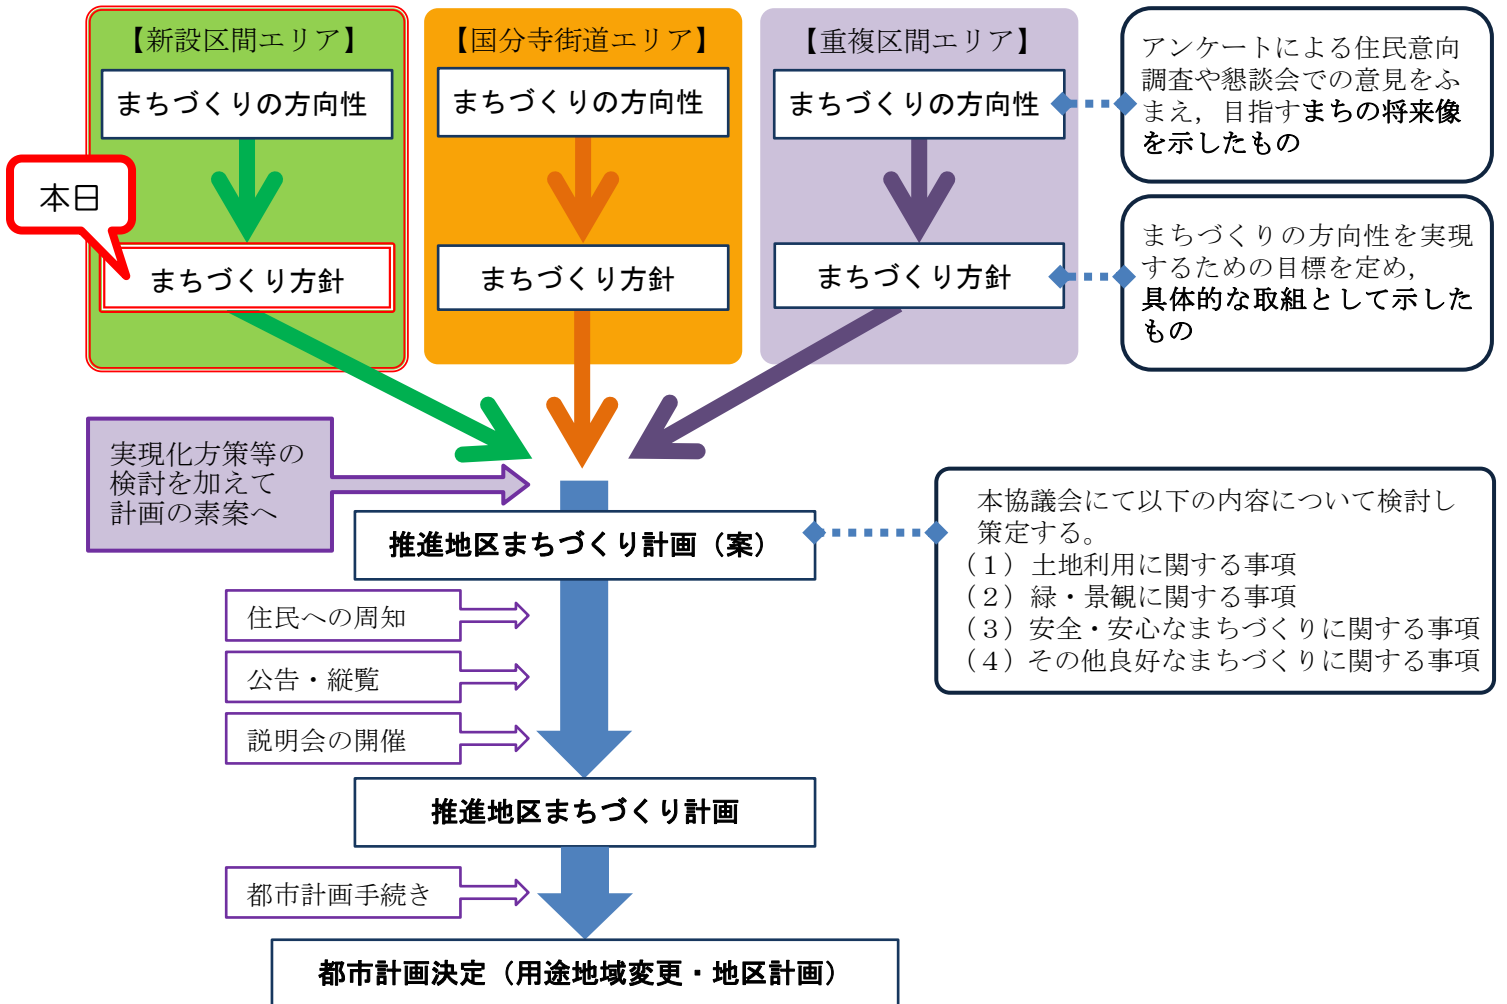 【新設区間エリア】
【国分寺街道エリア】
【重複区間エリア】
まちづくりの方向性
まちづくりの方向性
まちづくりの方向性
アンケートによる住民意向
調査や懇談会での意見をふ
まえ，目指すまちの将来像
を示したもの
本日
まちづくり方針
まちづくり方針
まちづくり方針
まちづくりの方向性を実現
するための目標を定め，
具体的な取組として示した
もの
実現化方策等の
検討を加えて
計画の素案へ
推進地区まちづくり計画（案）
本協議会にて以下の内容について検討し
策定する。
（１）土地利用に関する事項
（２）緑・景観に関する事項
（３）安全・安心なまちづくりに関する事項
（４）その他良好なまちづくりに関する事項
住民への周知
公告・縦覧
説明会の開催
推進地区まちづくり計画
都市計画手続き
都市計画決定（用途地域変更・地区計画）